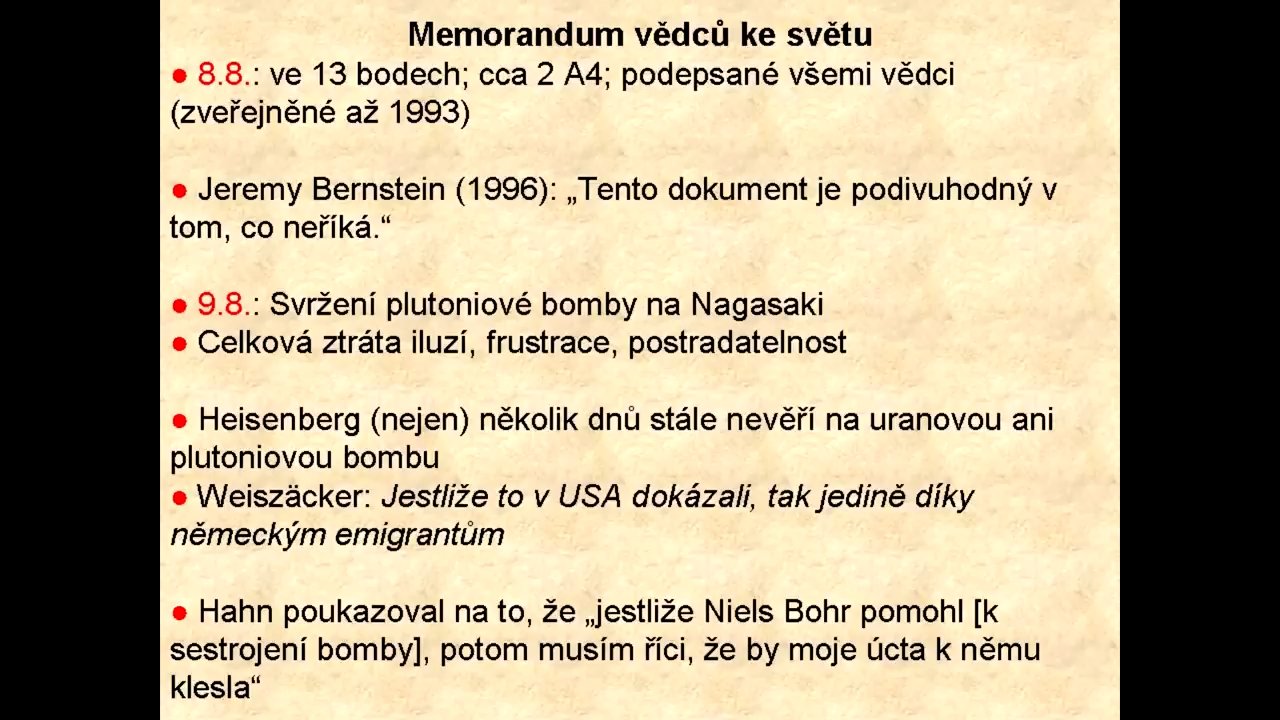 Memorandum vědců ke světu
● 8.8.: ve 13 bodech; cca 2 A4; podepsané všemi vědci
(zveřejněné až 1993)
● Jeremy Bernstein (1996): „Tento dokument je podivuhodný v
tom, co neříká.“
● 9.8.: Svržení plutoniové bomby na Nagasaki
● Celková ztráta iluzí, frustrace, postradatelnost
● Heisenberg (nejen) několik dnů stále nevěří na uranovou ani
plutoniovou bombu
● Weiszäcker: Jestliže to v USA dokázali, tak jedině díky
německým emigrantům
● Hahn poukazoval na to, že „jestliže Niels Bohr pomohl [k
sestrojení bomby], potom musím říci, že by moje úcta k němu
klesla“